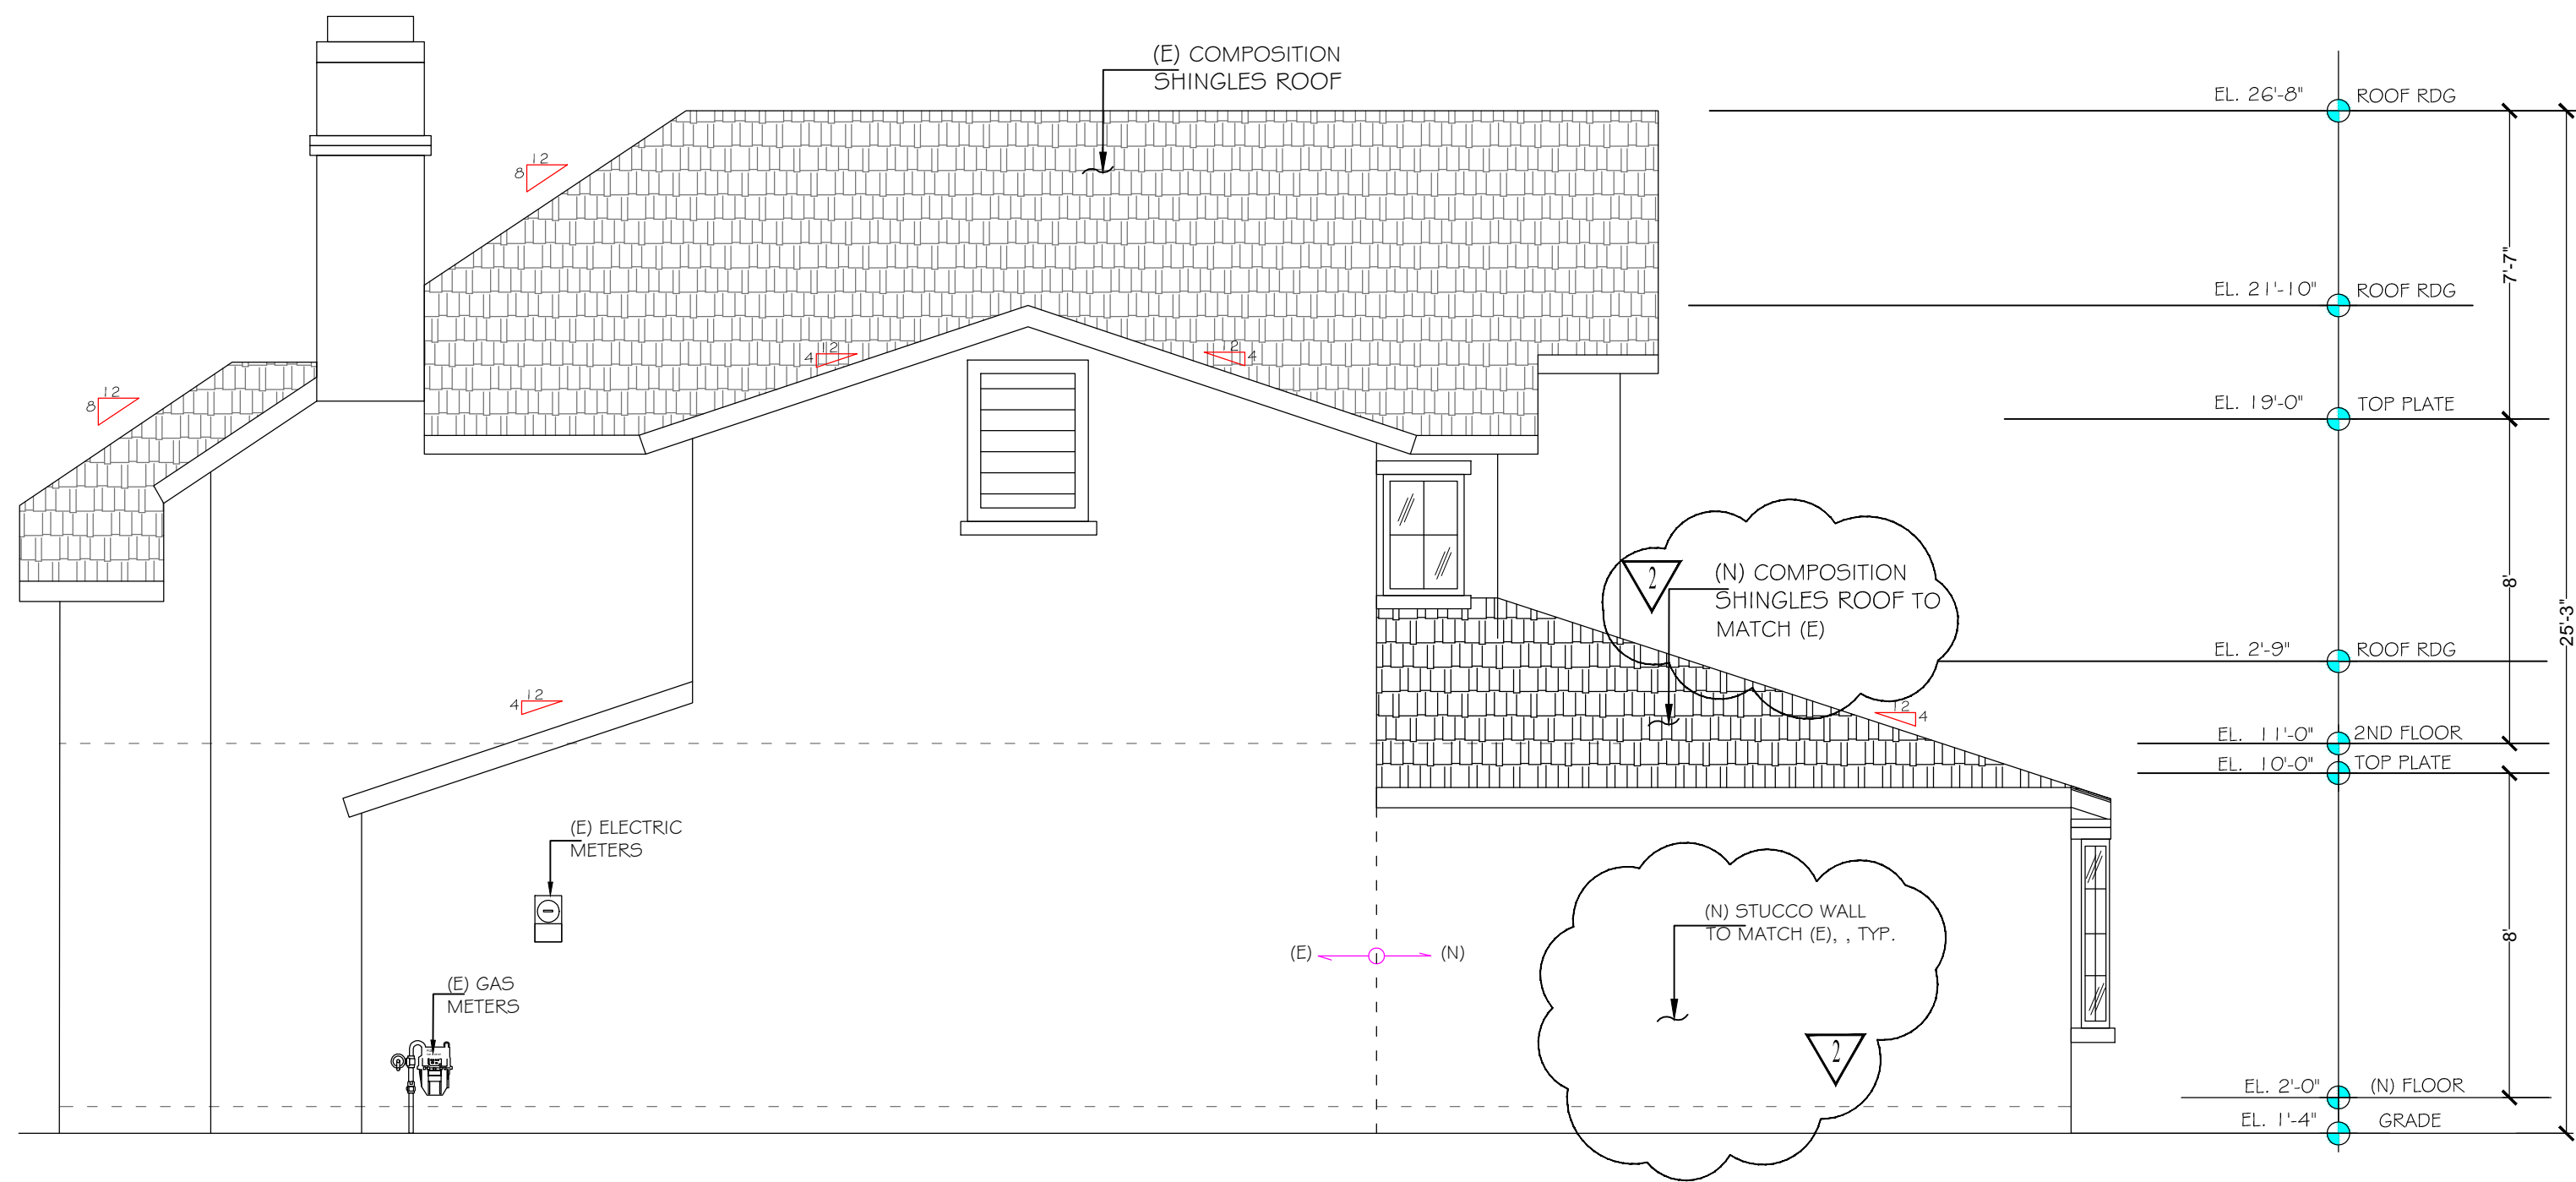 (E) COMPOSITION
SHINGLES ROOF
EL. 26'-8" ROOF RDG
12
8
7'-7"
EL. 21'-10" ROOF RDG
12
4
12
4
12
8
EL. 19'-0" TOP PLATE
2
(N) COMPOSITION
SHINGLES ROOF TO
MATCH (E)
8'
25'-3"
EL. 2'-9" ROOF RDG
12
4
12
4
EL. 11'-0" 2ND FLOOR
EL. 10'-0" TOP PLATE
(E) ELECTRIC
METERS
(N) STUCCO WALL
TO MATCH (E), , TYP.
8'
(E) (N)
(E) GAS
METERS
2
EL. 2'-0" (N) FLOOR
EL. 1'-4" GRADE